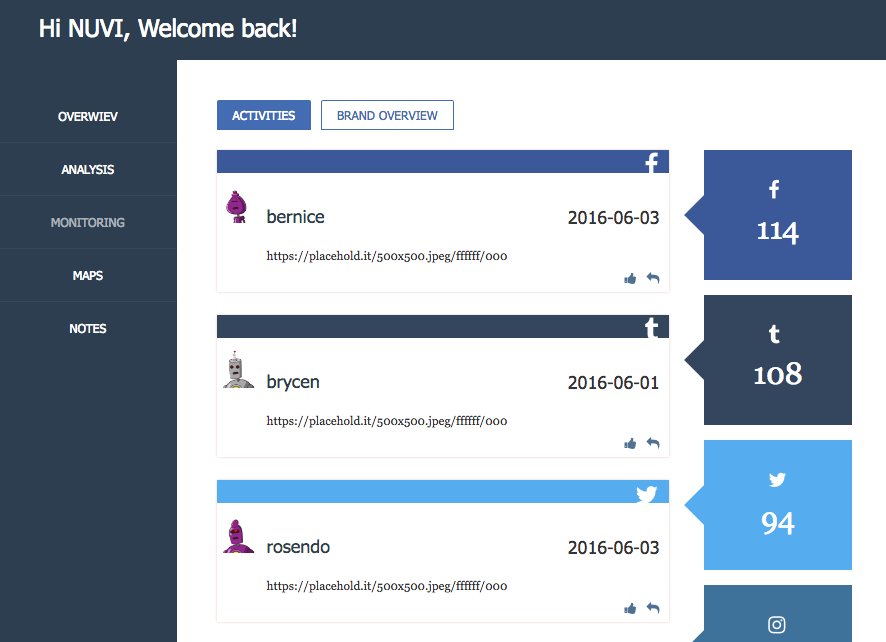 Hi NUVI, Welcome back!
OVERWIEV
ANALYSIS
MONITORING
MAPS
NOTES
ACTIVITIES
BRAND OVERVIEW
bernice
2016-06-03
https://placehold.it/500x500.jpeg/ffffff/000
brycen
2016-06-01
https://placehold.it/500x500.jpeg/ffffff/000
rosendo
2016-06-03
https://placehold.it/500x500.jpeg/ffffff/000
114
108
94